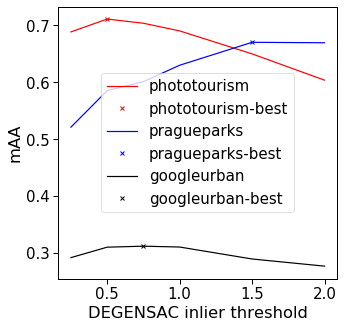 0.7
0.6
0.5
0.4
0.3
mAA
phototourism
phototourism-best
pragueparks
pragueparks-best
googleurban
googleurban-best
0.5 1.0 1.5 2.0
DEGENSAC inlier threshold